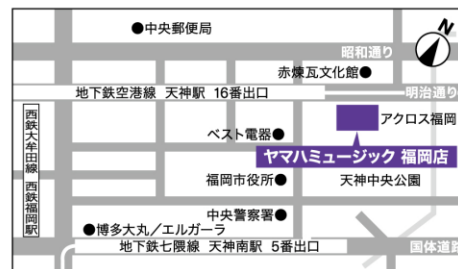 ●中央郵便局
N
昭和通り
赤煉瓦文化館●
地下鉄空港線 天神駅 16番出口
明治通り
アクロス福岡
ベスト電器●
ヤマハミュージック 福岡店
西鉄大牟田線 西鉄福岡駅
福岡市役所●
天神中央公園
中央警察署●
●博多大丸／エルガーラ
地下鉄七隈線 天神南駅 5番出口
国体道路